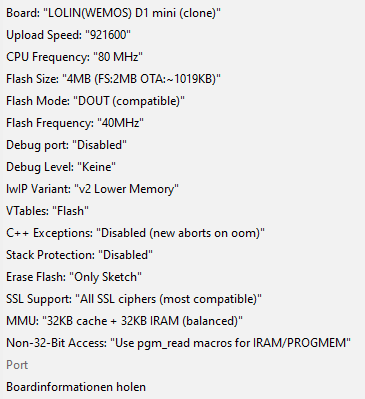 Board: "LOLIN(WEMOS) D1 mini (clone)"
Upload Speed: "921600"
CPU Frequency: "80 MHz"
Flash Size: "4MB (FS:2MB OTA:~1019KB)"
Flash Mode: "DOUT (compatible)"
Flash Frequency: "40MHz"
Debug port: "Disabled"
Debug Level: "Keine"
lwIP Variant: "v2 Lower Memory"
VTables: "Flash"
C++ Exceptions: "Disabled (new aborts on oom)"
Stack Protection: "Disabled"
Erase Flash: "Only Sketch"
SSL Support: "All SSL ciphers (most compatible)"
MMU: "32KB cache + 32KB IRAM (balanced)"
Non-32-Bit Access: "Use pgm_read macros for IRAM/PROGMEM"
Port
Boardinformationen holen